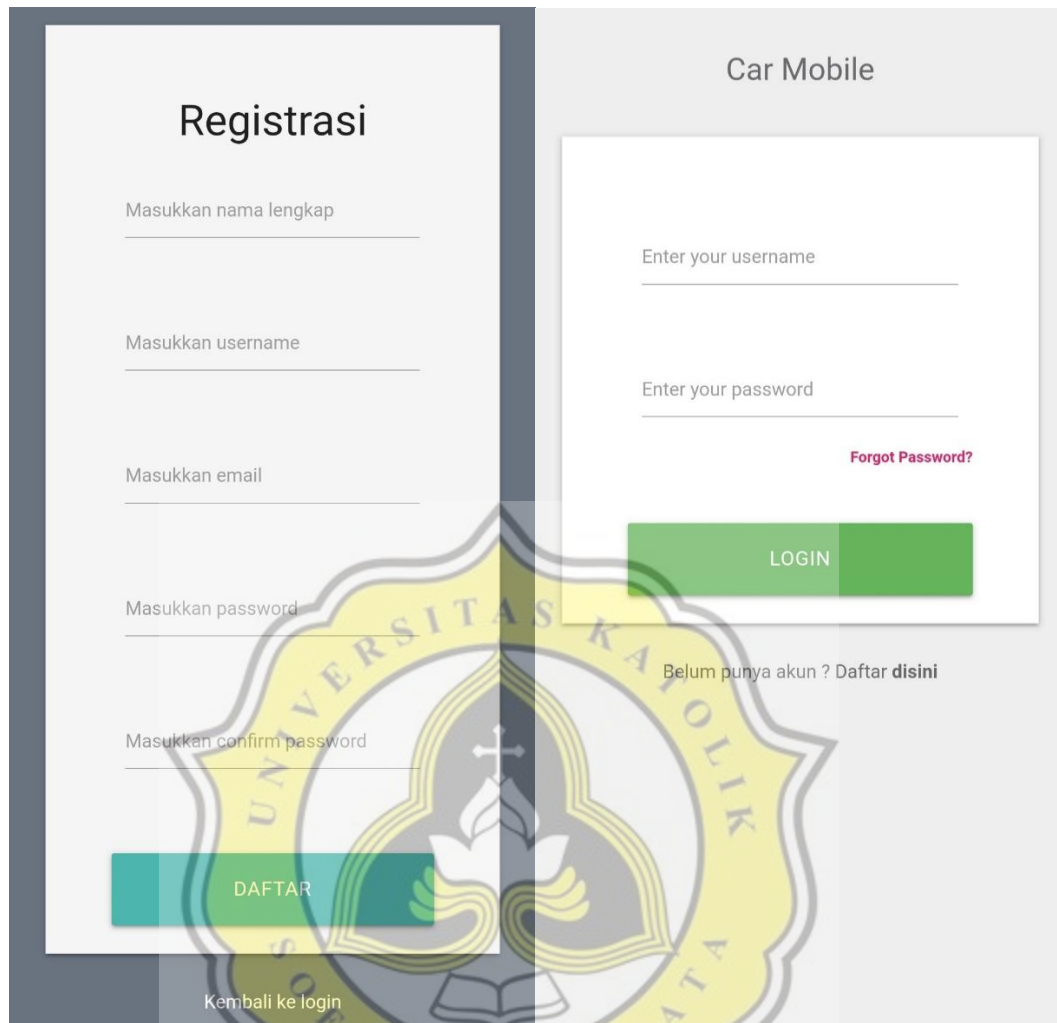 Registrasi
Masukkan nama lengkap
Masukkan username
Masukkan email
Masukkan password
Masukkan confirm password
DAFTAR
Kembali ke login
Car Mobile
Enter your username
Enter your password
Forgot Password?
LOGIN
Belum punya akun ? Daftar disini
UNIVERSITAS KATOLIK